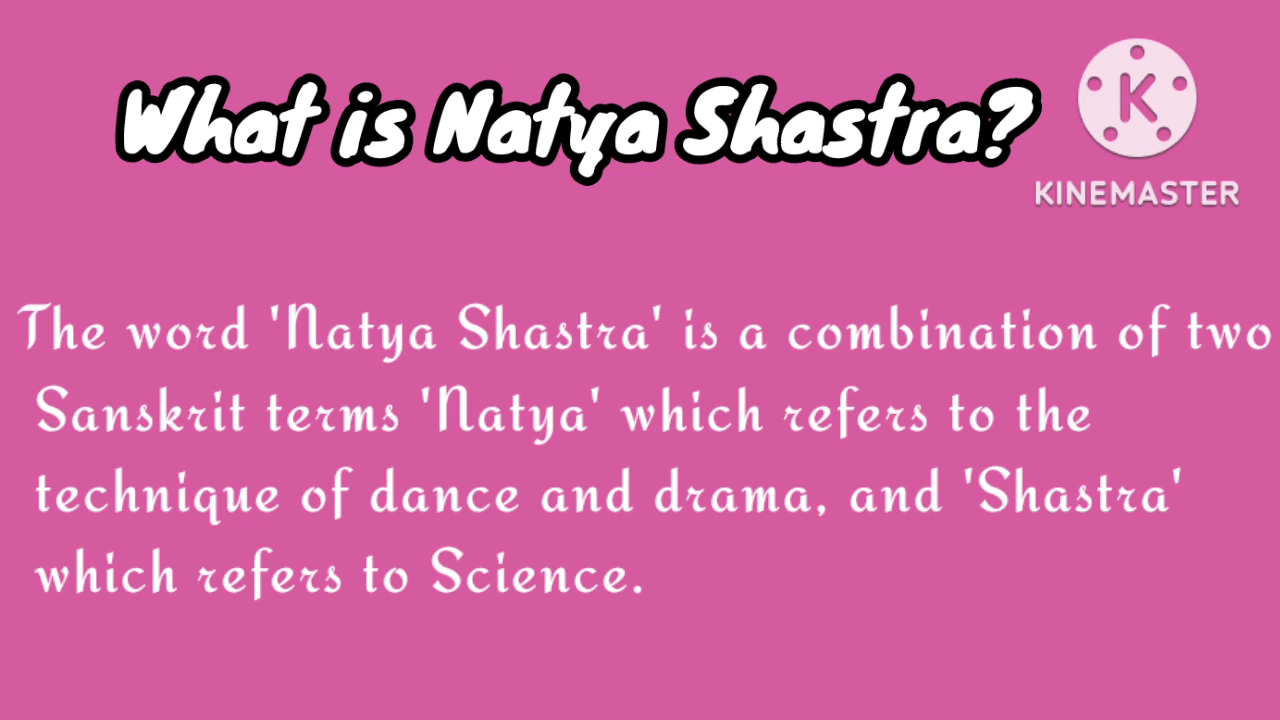 What is Natya Shastra?
K
KINEMASTER
The word 'Natya Shastra' is a combination of two
Sanskrit terms 'Natya' which refers to the
technique of dance and drama, and 'Shastra'
which refers to Science.